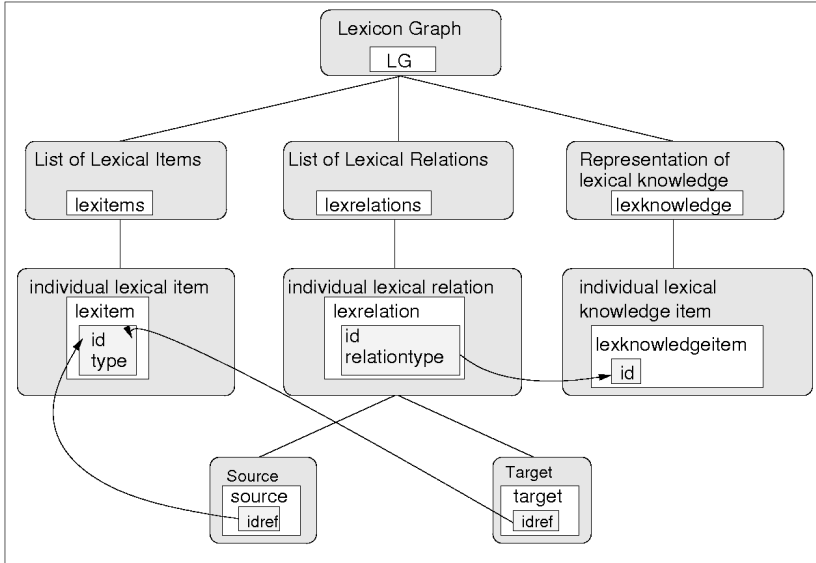 Lexicon Graph
LG
List of Lexical Items
lexitems
List of Lexical Relations
lexrelations
Representation of
lexical knowledge
lexknowledge
individual lexical item
lexitem
id
type
individual lexical relation
lexrelation
id
relationtype
individual lexical
knowledge item
lexknowledgeitem
id
Source
source
idref
Target
target
idref